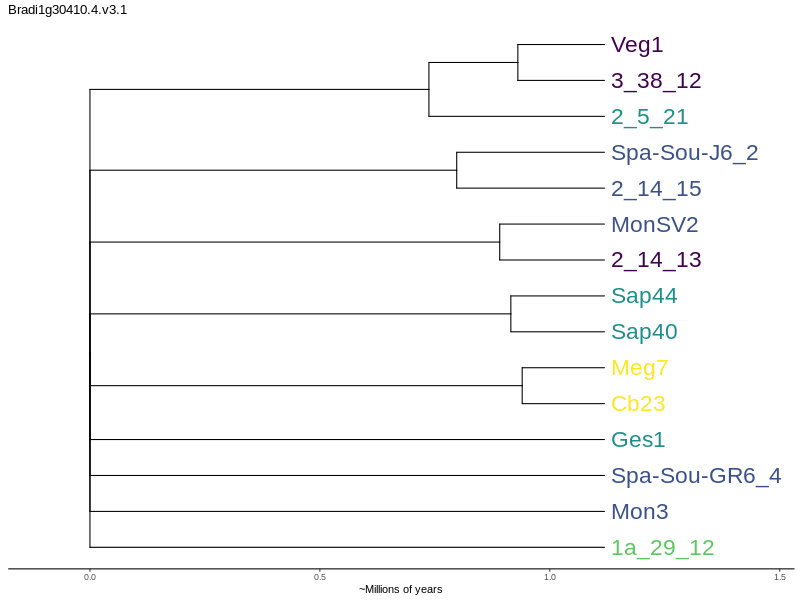 Bradi1g30410.4.v3.1
Veg1
3_38_12
2_5_21
Spa-Sou-J6_2
2_14_15
MonSV2
2_14_13
Sap44
Sap40
Meg7
Cb23
Ges1
Spa-Sou-GR6_4
Mon3
1a_29_12
0.0 0.5 1.0 1.5
~Millions of years